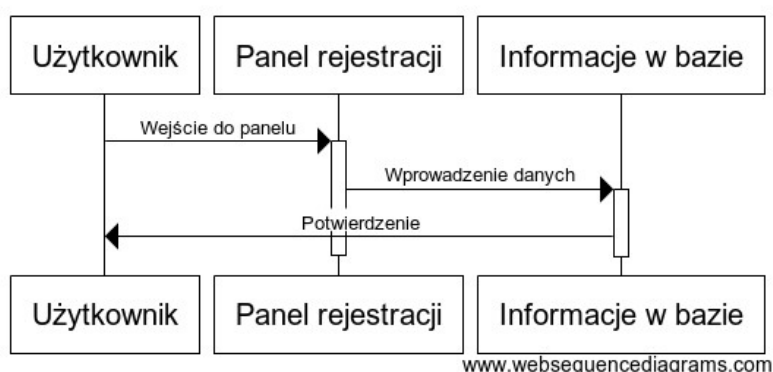 Użytkownik
Panel rejestracji
Informacje w bazie
Wejście do panelu
Wprowadzenie danych
Potwierdzenie
Użytkownik
Panel rejestracji
Informacje w bazie
www.websequencediagrams.com